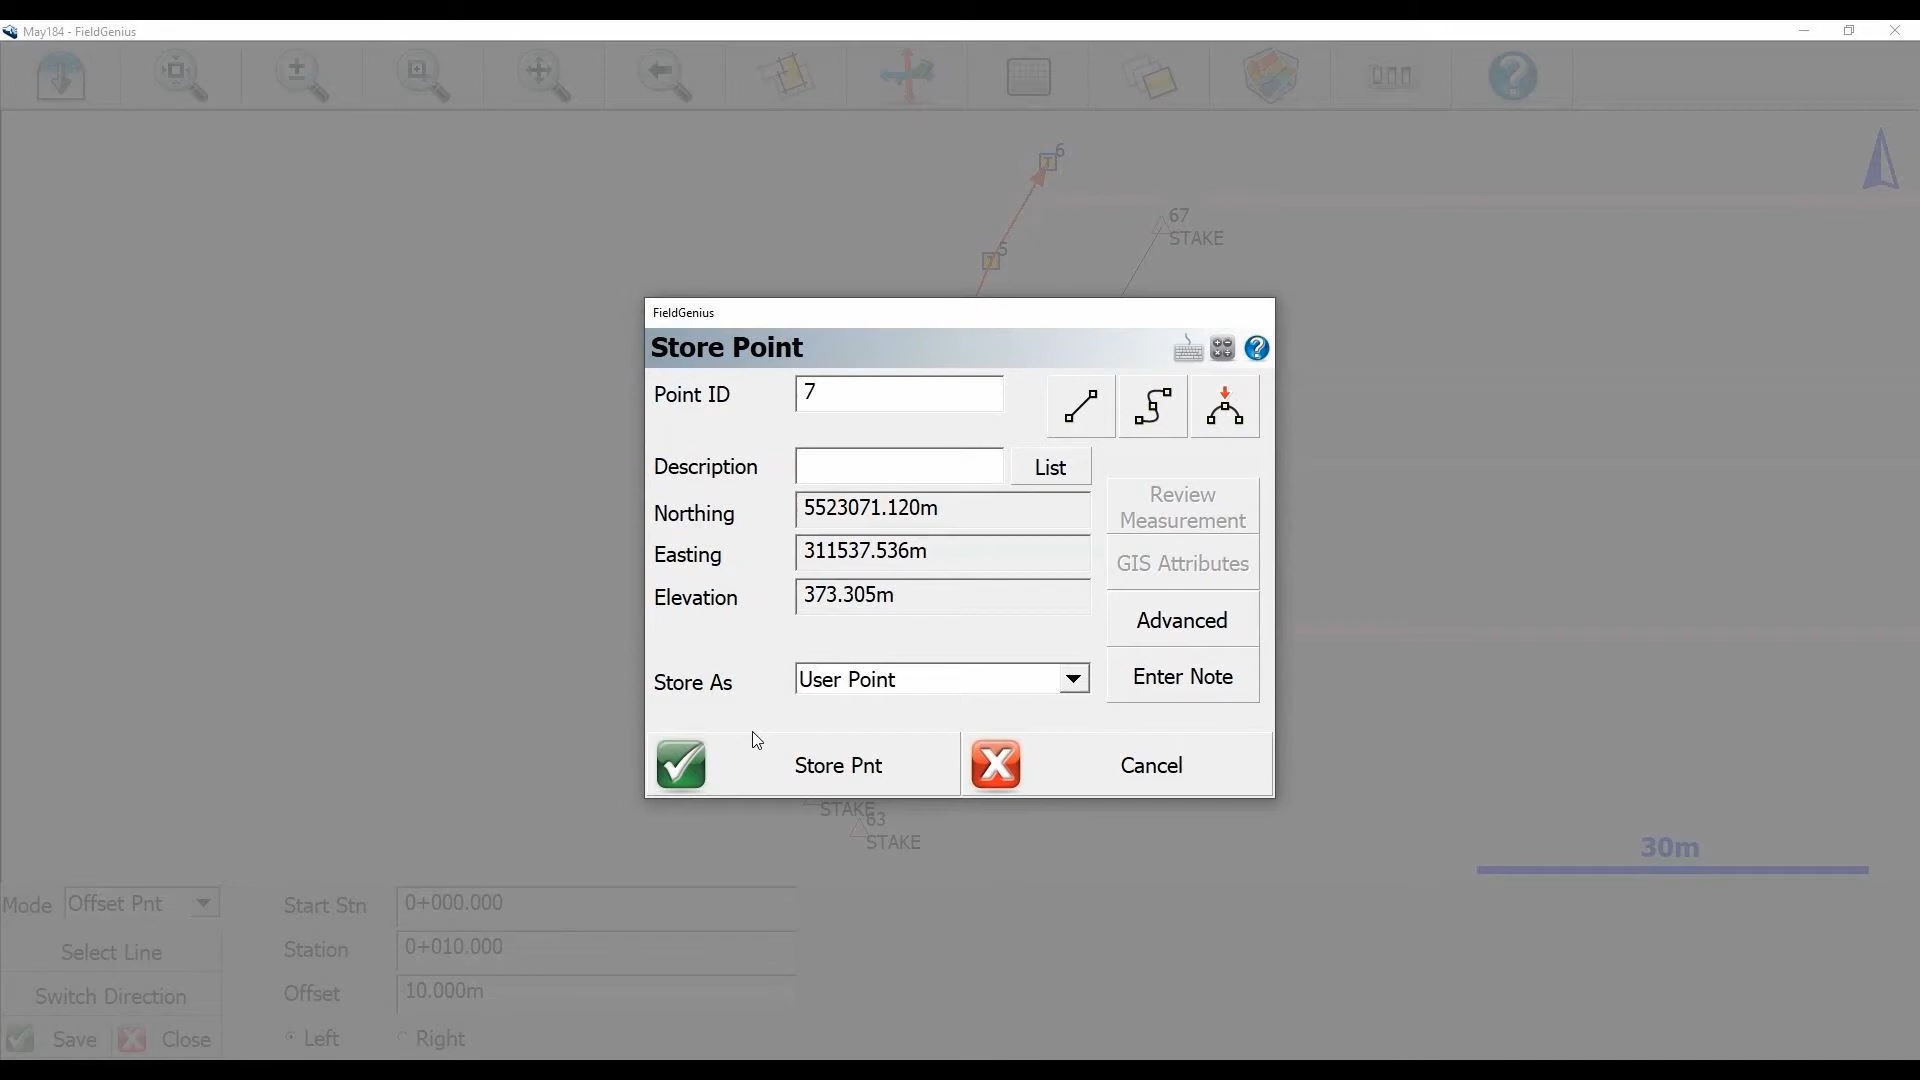 May184 - FieldGenius
6
67
STAKE
5
FieldGenius
Store Point
Point ID
7
Description
List
Northing
5523071.120m
Review
Measurement
Easting
311537.536m
GIS Attributes
Elevation
373.305m
Advanced
Store As
User Point
Enter Note
Store Pnt
Cancel
STAKE
63
STAKE
30m
Mode
Offset Pnt
Start Stn
0+000.000
Select Line
Station
0+010.000
Switch Direction
Offset
10.000m
Save
Close
Left
Right